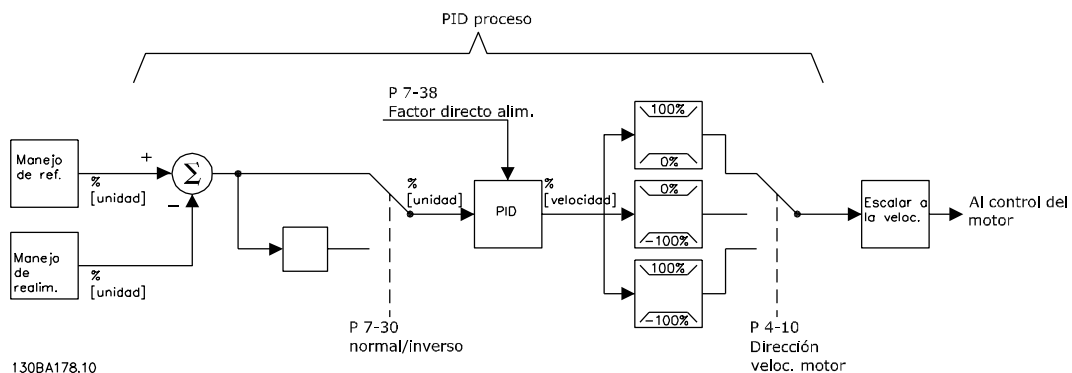 PID proceso
P 7-38
Factor directo alim.
100%
0%
Manejo
de ref.
+
%
[unidad]
Σ
−
%
[unidad]
PID
%
[velocidad]
0%
-100%
Escalar a
la veloc.
Al control del
motor
Manejo
de
realim.
%
[unidad]
100%
-100%
P 7-30
normal/inverso
P 4-10
Dirección
veloc. motor
130BA178.10